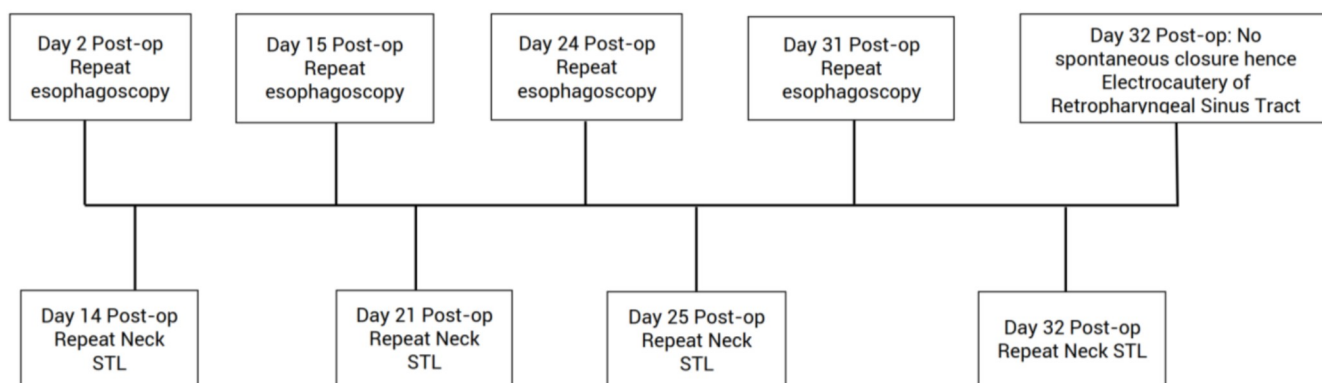 Day 2 Post-op
Repeat
esophagoscopy
Day 15 Post-op
Repeat
esophagoscopy
Day 24 Post-op
Repeat
esophagoscopy
Day 31 Post-op
Repeat
esophagoscopy
Day 32 Post-op: No
spontaneous closure hence
Electrocautery of
Retropharyngeal Sinus Tract
Day 14 Post-op
Repeat Neck
STL
Day 21 Post-op
Repeat Neck
STL
Day 25 Post-op
Repeat Neck
STL
Day 32 Post-op
Repeat Neck STL